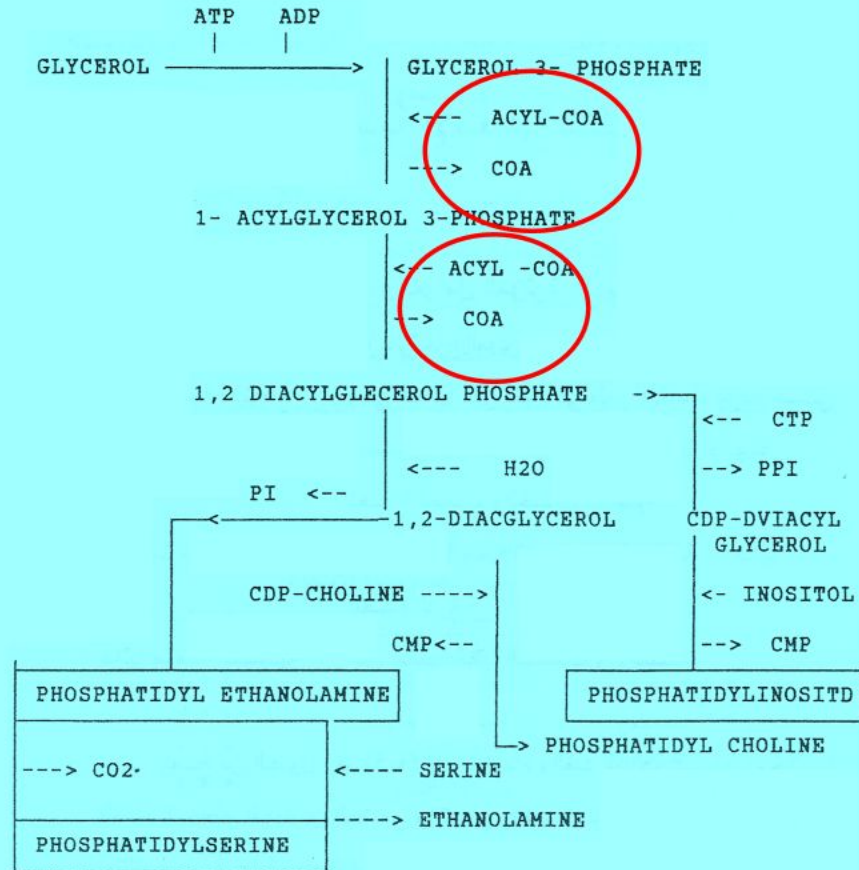 ATP ADP
GLYCEROL GLYCEROL 3- PHOSPHATE
<--- ACYL-COA
---> COA
1- ACYLGLYCEROL 3-PHOSPHATE
<-- ACYL -COA
--> COA
1,2 DIACYLGLECEROL PHOSPHATE ->
<-- CTP
<--- H2O --> PPI
PI <--
1,2-DIACGLYCEROL CDP-DVIACYL
GLYCEROL
CDP-CHOLINE ----> <- INOSITOL
CMP<-- --> CMP
PHOSPHATIDYL ETHANOLAMINE PHOSPHATIDYLINOSITD
PHOSPHATIDYL CHOLINE
---> CO2 <---- SERINE
----> ETHANOLAMINE
PHOSPHATIDYLSERINE